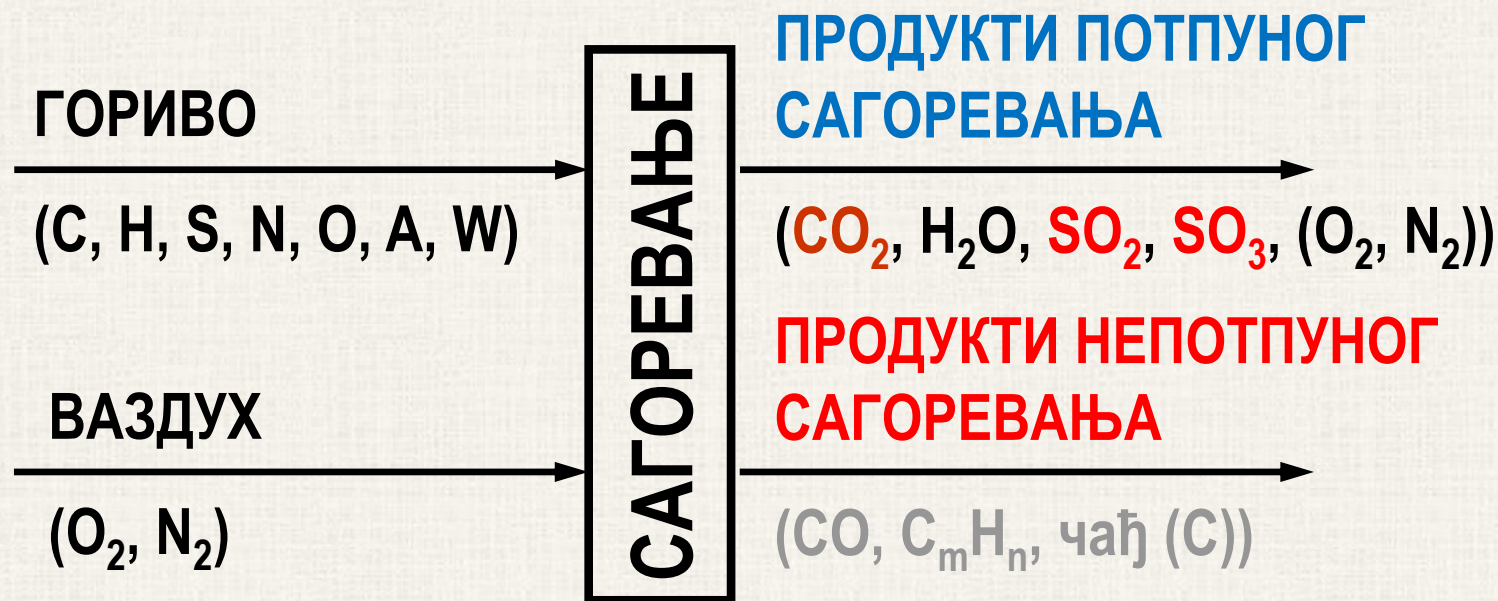 ГОРИВО
(C, H, S, N, O, A, W)
ВАЗДУХ
(O₂, N₂)
САГОРЕВАЊЕ
ПРОДУКТИ ПОТПУНОГ
САГОРЕВАЊА
(CO₂, H₂O, SO₂, SO₃, (O₂, N₂))
ПРОДУКТИ НЕПОТПУНОГ
САГОРЕВАЊА
(CO, CₘHₙ, чађ (C))